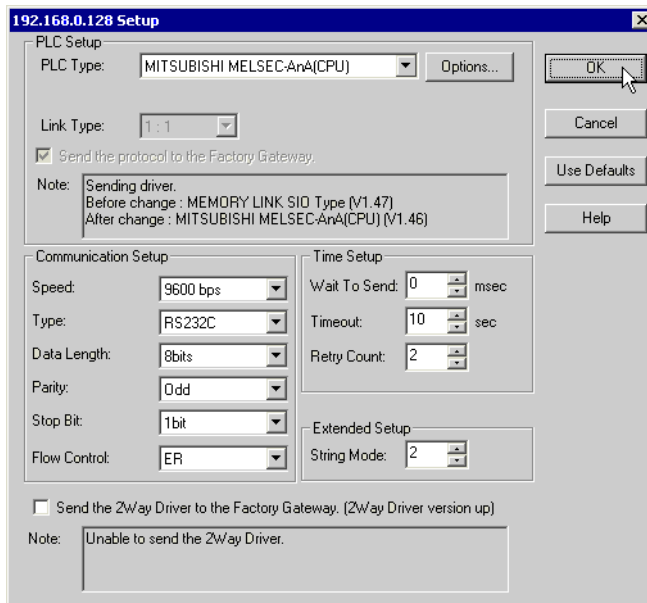 192.168.0.128 Setup
PLC Setup
PLC Type: MITSUBISHI MELSEC-AnA(CPU) Options...
OK
Link Type: 1 : 1
Cancel
Send the protocol to the Factory Gateway.
Use Defaults
Note: Sending driver.
Before change : MEMORY LINK SIO Type (V1.47)
After change : MITSUBISHI MELSEC-AnA(CPU) (V1.46)
Help
Communication Setup
Speed: 9600 bps
Type: RS232C
Data Length: 8bits
Parity: Odd
Stop Bit: 1bit
Flow Control: ER
Time Setup
Wait To Send: 0 msec
Timeout: 10 sec
Retry Count: 2
Extended Setup
String Mode: 2
Send the 2Way Driver to the Factory Gateway. (2Way Driver version up)
Note: Unable to send the 2Way Driver.